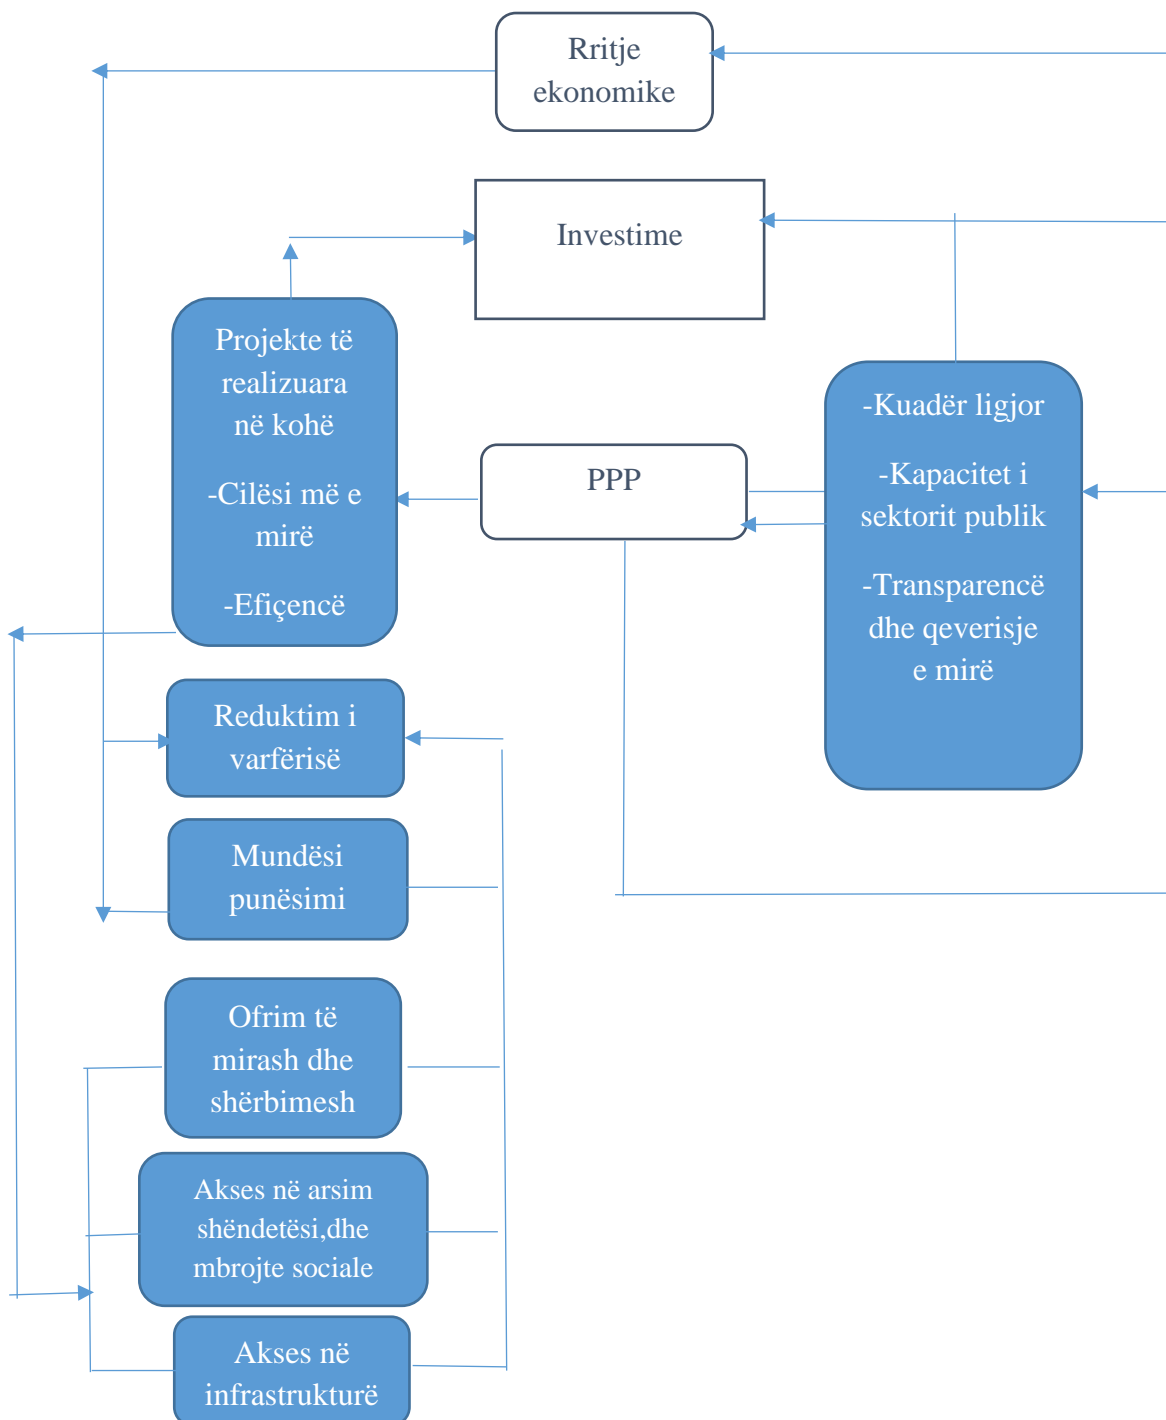 Rritje
ekonomike
Investime
Projekte të
realizuara
në kohë
-Cilësi më e
mirë
-Efiçencë
PPP
-Kuadër ligjor
-Kapacitet i
sektorit publik
-Transparencë
dhe qeverisje
e mirë
Reduktim i
varfërisë
Mundësi
punësimi
Ofrim të
mirash dhe
shërbimesh
Akses në arsim
shëndetësi,dhe
mbrojte sociale
Akses në
infrastrukturë